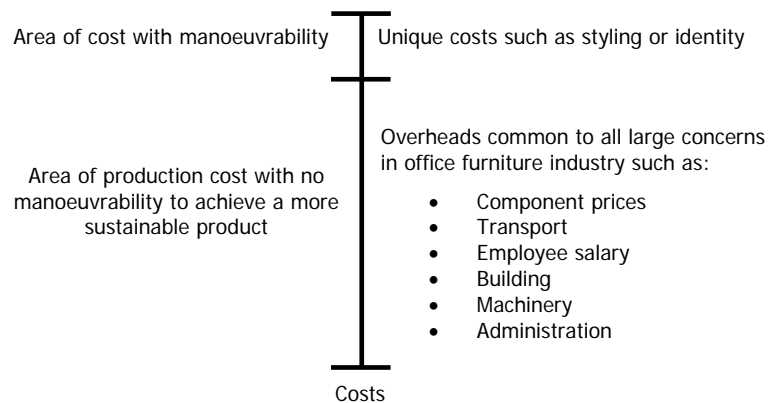 Area of cost with manoeuvrability
Unique costs such as styling or identity
Area of production cost with no
manoeuvrability to achieve a more
sustainable product
Overheads common to all large concerns
in office furniture industry such as:
• Component prices
• Transport
• Employee salary
• Building
• Machinery
• Administration
Costs